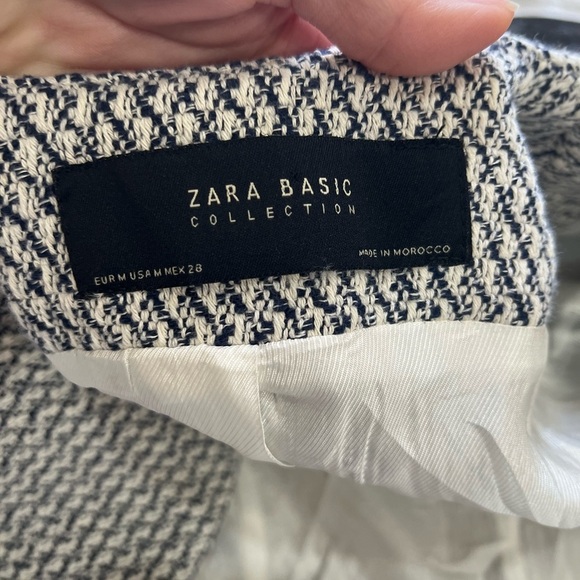 ZARA BASIC
COLLECTION
MADE IN MOROCCO
EUR M USA M MEX 28